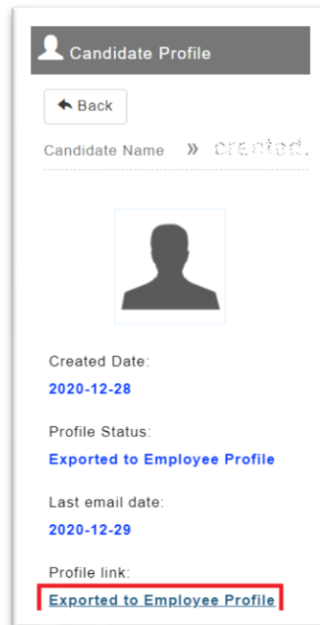 Candidate Profile
Back
Candidate Name »
Created Date:
2020-12-28
Profile Status:
Exported to Employee Profile
Last email date:
2020-12-29
Profile link:
Exported to Employee Profile